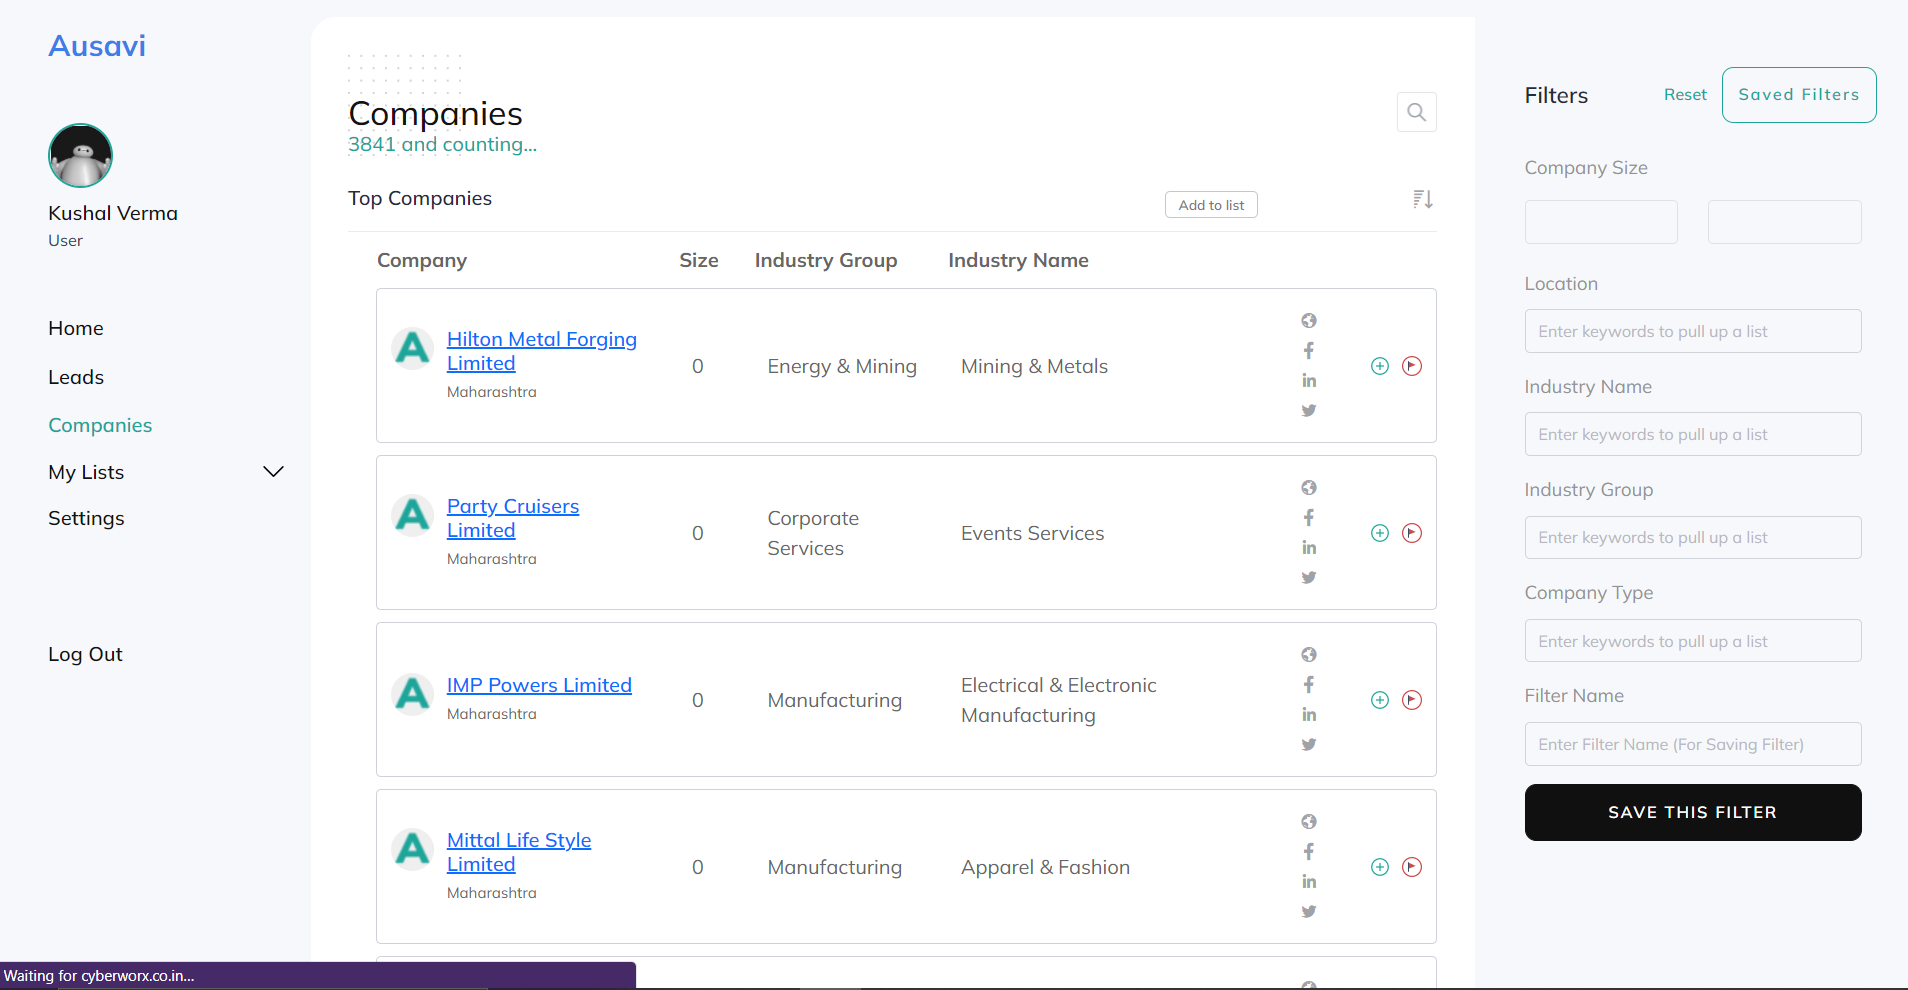 Ausavi
Kushal Verma
User
Home
Leads
Companies
My Lists
Settings
Log Out
Companies
3841 and counting...
Top Companies
Add to list
Company Size Industry Group Industry Name
Hilton Metal Forging
Limited
Maharashtra
0
Energy & Mining
Mining & Metals
Party Cruisers
Limited
Maharashtra
0
Corporate
Services
Events Services
IMP Powers Limited
Maharashtra
0
Manufacturing
Electrical & Electronic
Manufacturing
Mittal Life Style
Limited
Maharashtra
0
Manufacturing
Apparel & Fashion
Filters
Reset
Saved Filters
Company Size
Location
Enter keywords to pull up a list
Industry Name
Enter keywords to pull up a list
Industry Group
Enter keywords to pull up a list
Company Type
Enter keywords to pull up a list
Filter Name
Enter Filter Name (For Saving Filter)
SAVE THIS FILTER
Waiting for cyberworx.co.in...